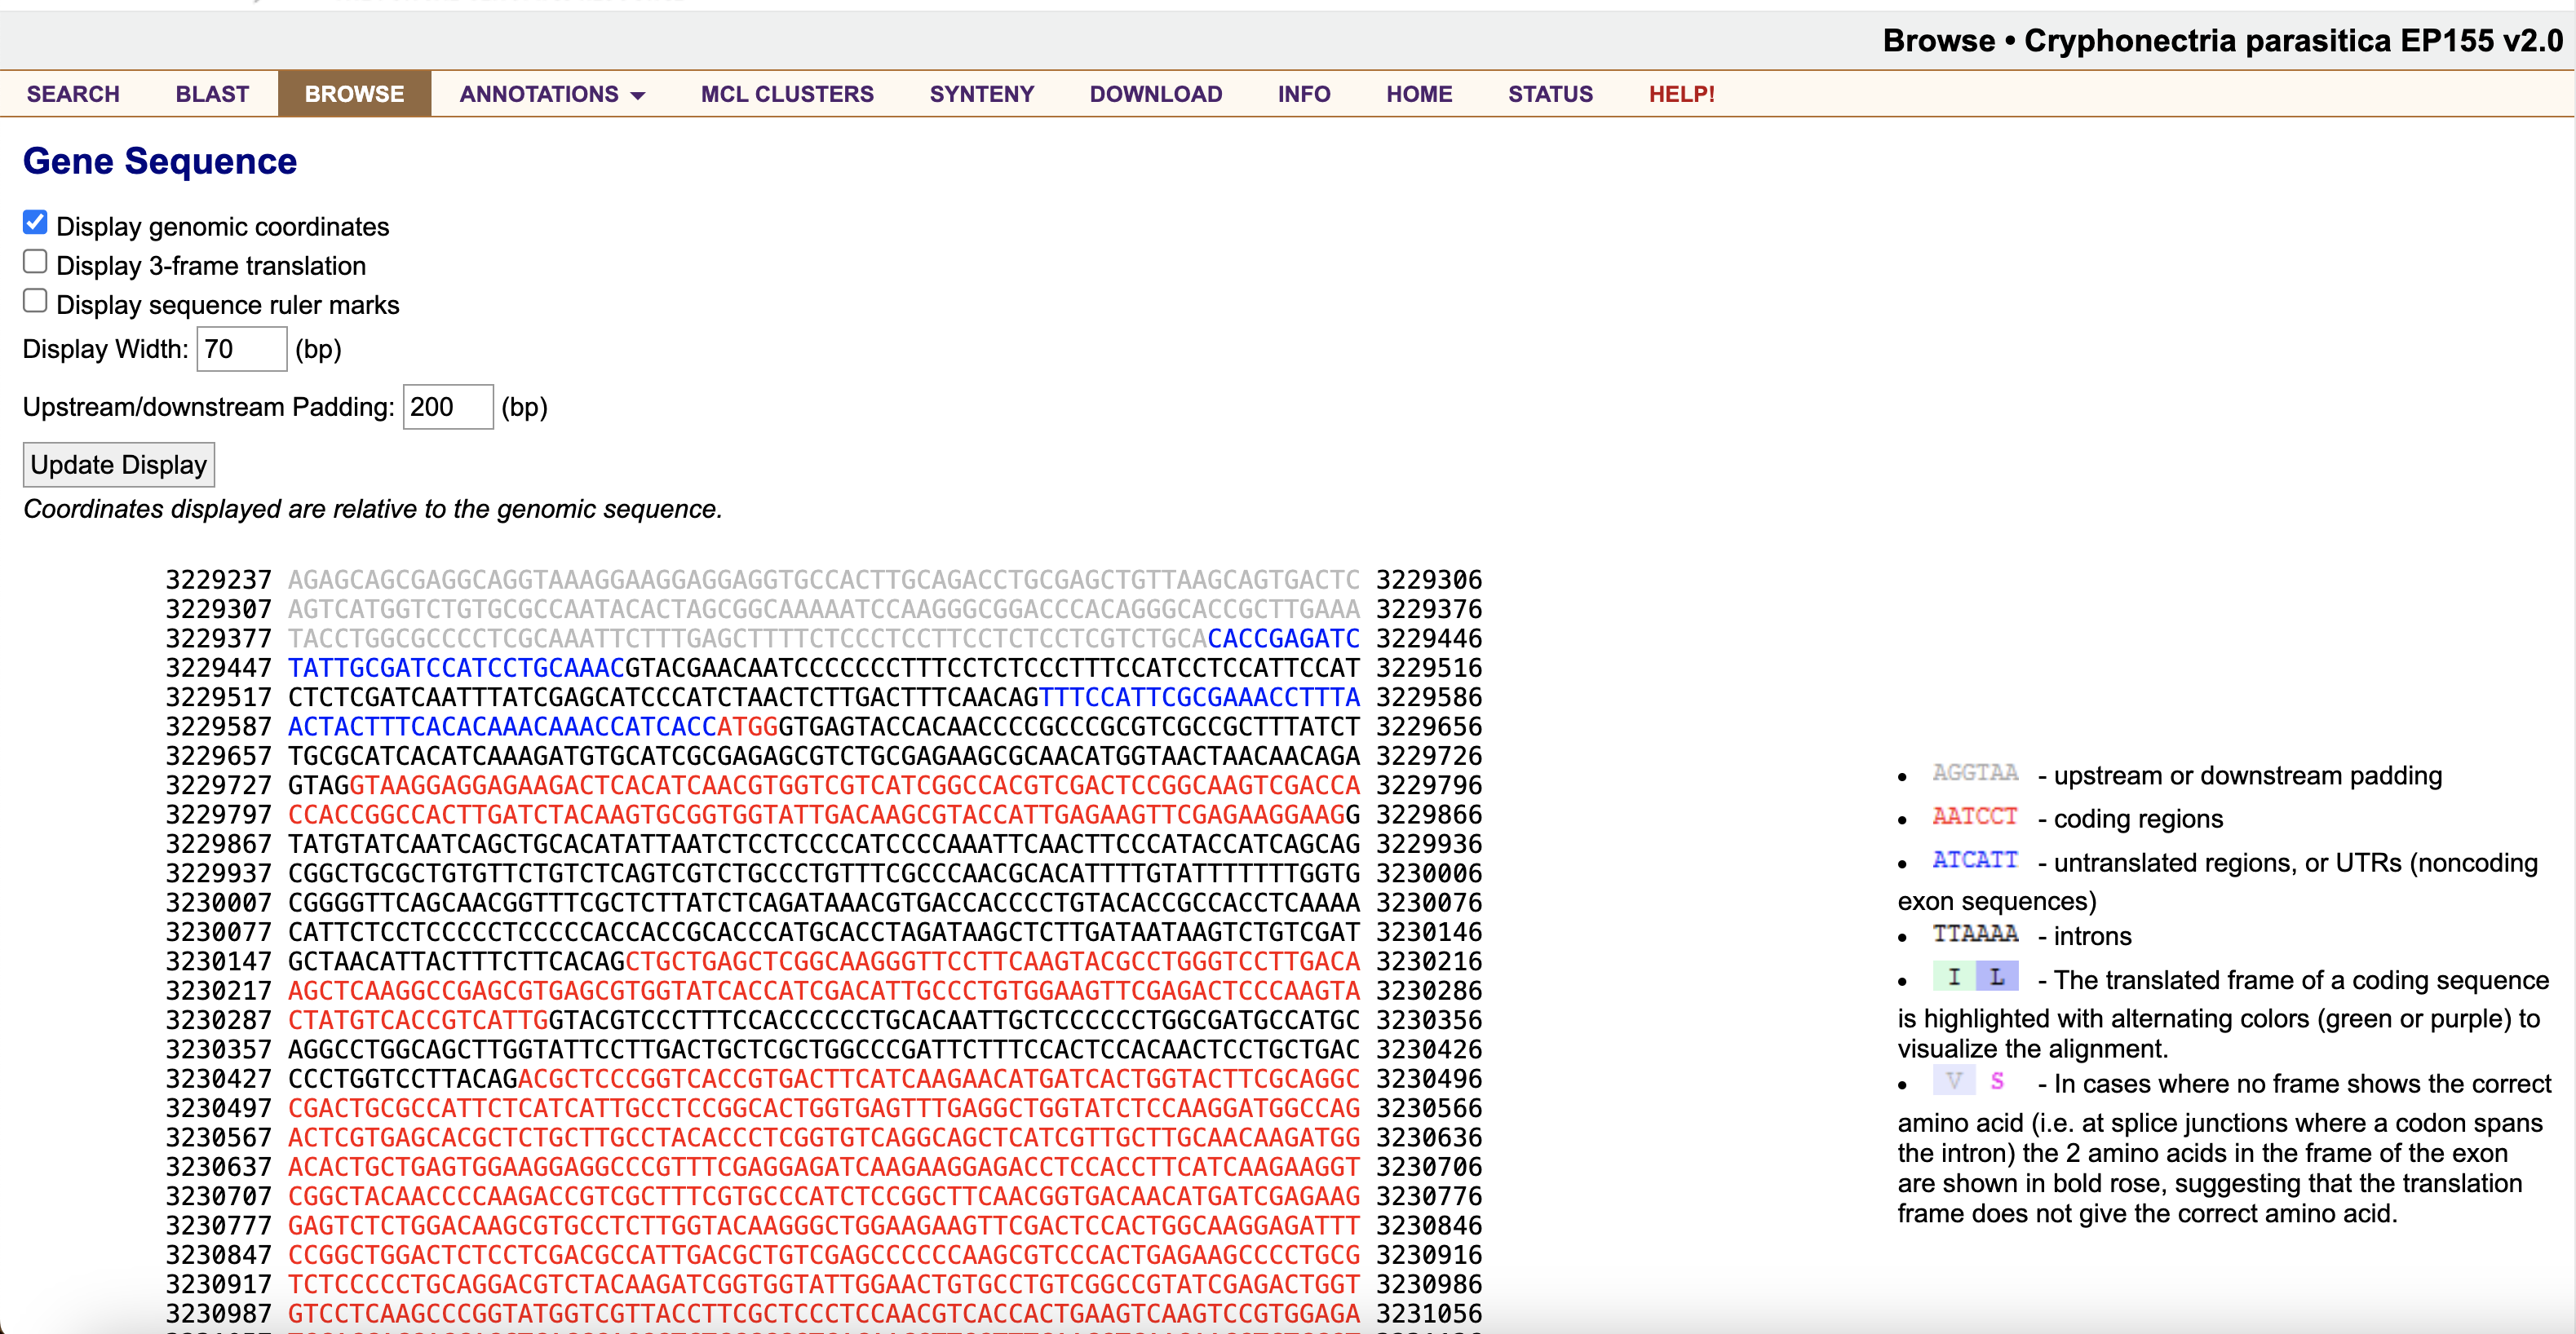 Browse • Cryphonectria parasitica EP155 v2.0
SEARCH BLAST BROWSE ANNOTATIONS MCL CLUSTERS SYNTENY DOWNLOAD INFO HOME STATUS HELP!
Gene Sequence
Display genomic coordinates
Display 3-frame translation
Display sequence ruler marks
Display Width: 70 (bp)
Upstream/downstream Padding: 200 (bp)
Update Display
Coordinates displayed are relative to the genomic sequence.
3229237 AGAGCAGCGAGGCAGGTAAAGGAAGGAGGAGGTGCCACTTGCAGACCTGCGAGCTGTTAAGCAGTGACTC 3229306
3229307 AGTCATGGTCTGTGCGCCAATACACTAGCGGCAAAAATCCAAGGGCGGACCCACAGGGCACCGCTTGAAA 3229376
3229377 TACCTGGCGCCCCTCGCAAATTCTTTGAGCTTTTCTCCCTCCTTCCTCTCCTCGTCTGCACACCGAGATC 3229446
3229447 TATTGCGATCCATCCTGCAAACGTACGAACAATCCCCCCCTTTCCTCTCCCTTTCCATCCTCCATTCCAT 3229516
3229517 CTCTCGATCAATTTATCGAGCATCCCATCTAACTCTTGACTTTCAACAGTTTCCATTCGCGAAACCTTTA 3229586
3229587 ACTACTTTCACACAAACAAACCATCACCATGGGTGAGTACCACAACCCCGCCCGCGTCGCCGCTTTATCT 3229656
3229657 TGCGCATCACATCAAAGATGTGCATCGCGAGAGCGTCTGCGAGAAGCGCAACATGGTAACTAACAACAGA 3229726
3229727 GTAGGTAAGGAGGAGAAGACTCACATCAACGTGGTCGTCATCGGCCACGTCGACTCCGGCAAGTCGACCA 3229796
3229797 CCACCGGCCACTTGATCTACAAGTGCGGTGGTATTGACAAGCGTACCATTGAGAAGTTCGAGAAGGAAGG 3229866
3229867 TATGTATCAATCAGCTGCACATATTAATCTCCTCCCCATCCCCAAATTCAACTTCCCATACCATCAGCAG 3229936
3229937 CGGCTGCGCTGTGTTCTGTCTCAGTCGTCTGCCCTGTTTCGCCCAACGCACATTTTGTATTTTTTTGGTG 3230006
3230007 CGGGGTTCAGCAACGGTTTCGCTCTTATCTCAGATAAACGTGACCACCCCTGTACACCGCCACCTCAAAA 3230076
3230077 CATTCTCCTCCCCCTCCCCCACCACCGCACCCATGCACCTAGATAAGCTCTTGATAATAAGTCTGTCGAT 3230146
3230147 GCTAACATTACTTTCTTCACAGCTGCTGAGCTCGGCAAGGGTTCCTTCAAGTACGCCTGGGTCCTTGACA 3230216
3230217 AGCTCAAGGCCGAGCGTGAGCGTGGTATCACCATCGACATTGCCCTGTGGAAGTTCGAGACTCCCAAGTA 3230286
3230287 CTATGTCACCGTCATTGGTACGTCCCTTTCCACCCCCCTGCACAATTGCTCCCCCCTGGCGATGCCATGC 3230356
3230357 AGGCCTGGCAGCTTGGTATTCCTTGACTGCTCGCTGGCCCGATTCTTTCCACTCCACAACTCCTGCTGAC 3230426
3230427 CCCTGGTCCTTACAGACGCTCCCGGTCACCGTGACTTCATCAAGAACATGATCACTGGTACTTCGCAGGC 3230496
3230497 CGACTGCGCCATTCTCATCATTGCCTCCGGCACTGGTGAGTTTGAGGCTGGTATCTCCAAGGATGGCCAG 3230566
3230567 ACTCGTGAGCACGCTCTGCTTGCCTACACCCTCGGTGTCAGGCAGCTCATCGTTGCTTGCAACAAGATGG 3230636
3230637 ACACTGCTGAGTGGAAGGAGGCCCGTTTCGAGGAGATCAAGAAGGAGACCTCCACCTTCATCAAGAAGGT 3230706
3230707 CGGCTACAACCCCAAGACCGTCGCTTTCGTGCCCATCTCCGGCTTCAACGGTGACAACATGATCGAGAAG 3230776
3230777 GAGTCTCTGGACAAGCGTGCCTCTTGGTACAAGGGCTGGAAGAAGTTCGACTCCACTGGCAAGGAGATTT 3230846
3230847 CCGGCTGGACTCTCCTCGACGCCATTGACGCTGTCGAGCCCCCCAAGCGTCCCACTGAGAAGCCCCTGCG 3230916
3230917 TCTCCCCCTGCAGGACGTCTACAAGATCGGTGGTATTGGAACTGTGCCTGTCGGCCGTATCGAGACTGGT 3230986
3230987 GTCCTCAAGCCCGGTATGGTCGTTACCTTCGCTCCCTCCAACGTCACCACTGAAGTCAAGTCCGTGGAGA 3231056
AGGTAA - upstream or downstream padding
AATCCT - coding regions
ATCATT - untranslated regions, or UTRs (noncoding
exon sequences)
TTAAAA - introns
I L - The translated frame of a coding sequence
is highlighted with alternating colors (green or purple) to
visualize the alignment.
V S - In cases where no frame shows the correct
amino acid (i.e. at splice junctions where a codon spans
the intron) the 2 amino acids in the frame of the exon
are shown in bold rose, suggesting that the translation
frame does not give the correct amino acid.